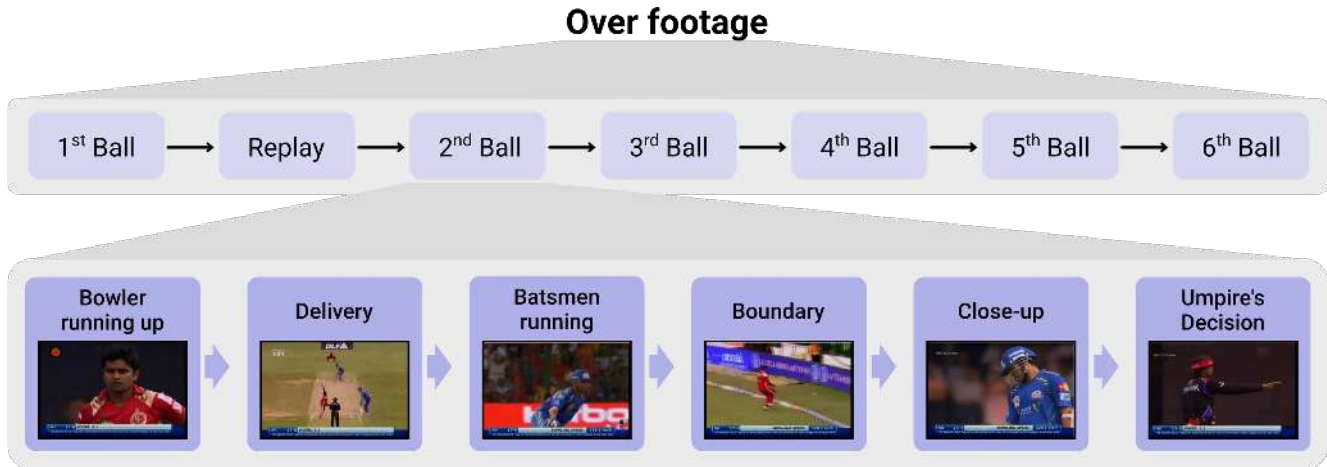 Over footage
1st Ball
Replay
2nd Ball
3rd Ball
4th Ball
5th Ball
6th Ball
Bowler
running up
Delivery
Batsmen
running
Boundary
Close-up
Umpire's
Decision
DLFA